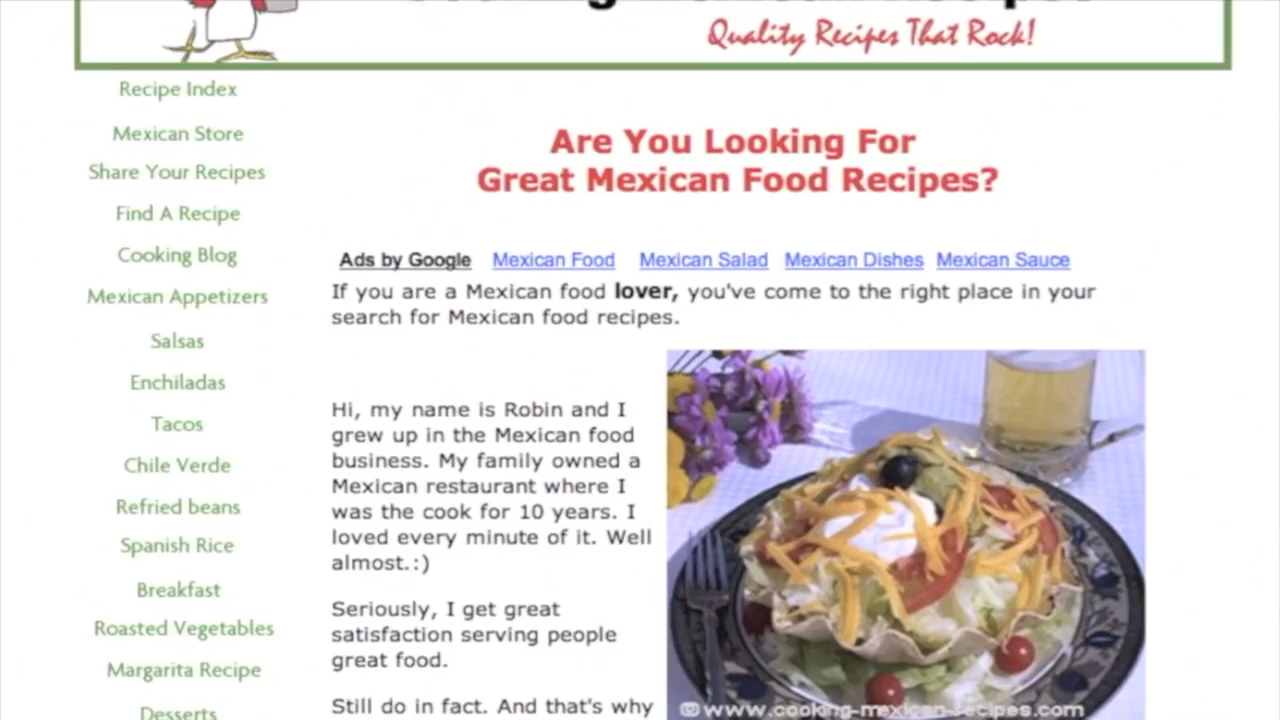 Quality Recipes That Rock!
Recipe Index
Mexican Store
Share Your Recipes
Find A Recipe
Cooking Blog
Mexican Appetizers
Salsas
Enchiladas
Tacos
Chile Verde
Refried beans
Spanish Rice
Breakfast
Roasted Vegetables
Margarita Recipe
Desserts
Are You Looking For
Great Mexican Food Recipes?
Ads by Google Mexican Food Mexican Salad Mexican Dishes Mexican Sauce
If you are a Mexican food lover, you've come to the right place in your
search for Mexican food recipes.
Hi, my name is Robin and I
grew up in the Mexican food
business. My family owned a
Mexican restaurant where I
was the cook for 10 years. I
loved every minute of it. Well
almost.:)
Seriously, I get great
satisfaction serving people
great food.
Still do in fact. And that's why
©www.cooking-mexican-recipes.com